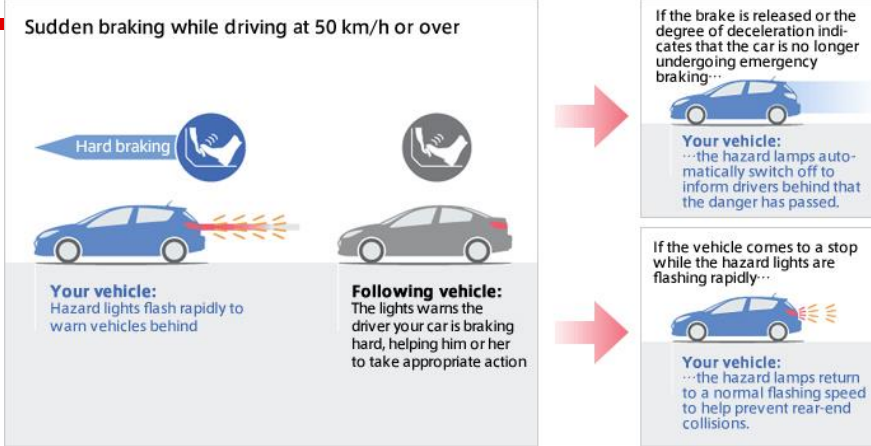 Sudden braking while driving at 50 km/h or over
Hard braking
Your vehicle:
Hazard lights flash rapidly to
warn vehicles behind
Following vehicle:
The lights warns the
driver your car is braking
hard, helping him or her
to take appropriate action
If the brake is released or the
degree of deceleration indi-
cates that the car is no longer
undergoing emergency
braking…
Your vehicle:
…the hazard lamps auto-
matically switch off to
inform drivers behind that
the danger has passed.
If the vehicle comes to a stop
while the hazard lights are
flashing rapidly…
Your vehicle:
…the hazard lamps return
to a normal flashing speed
to help prevent rear-end
collisions.